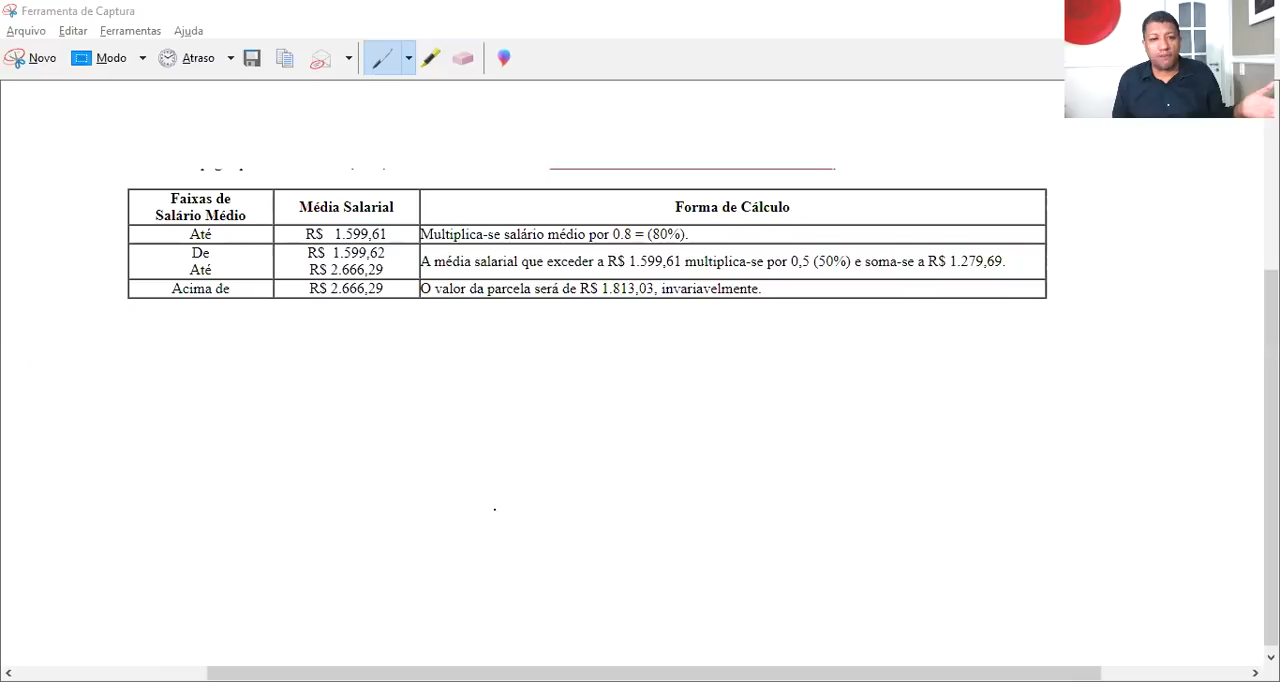 Ferramenta de Captura
Arquivo Editar Ferramentas Ajuda
Novo Modo Atraso
Faixas de
Salário Médio
Média Salarial
Forma de Cálculo
Até
R$ 1.599,61
Multiplica-se salário médio por 0.8 = (80%).
De
Até
R$ 1.599,62
R$ 2.666,29
A média salarial que exceder a R$ 1.599,61 multiplica-se por 0,5 (50%) e soma-se a R$ 1.279,69.
Acima de
R$ 2.666,29
O valor da parcela será de R$ 1.813,03, invariavelmente.